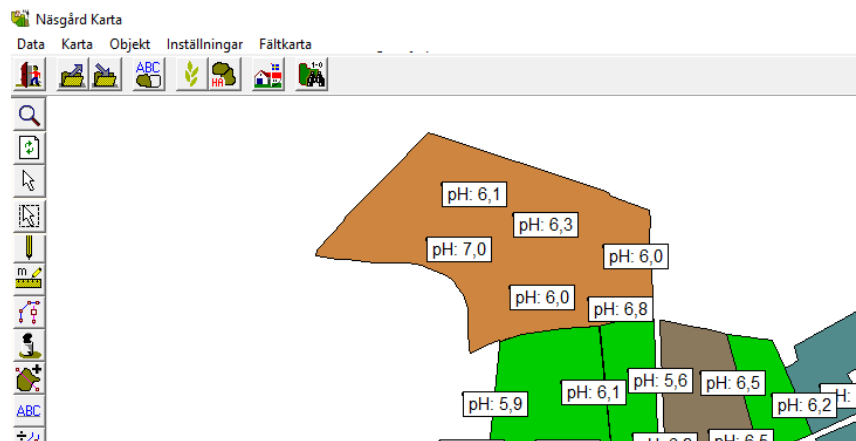 Näsgård Karta
Data Karta Objekt Inställningar Fältkarta
ABC
HA
1-0
m
pH: 6,1
pH: 6,3
pH: 7,0
pH: 6,0
pH: 6,0
pH: 6,8
pH: 5,6
pH: 6,5
pH: 6,1
pH: 5,9
pH: 6,2
ABC